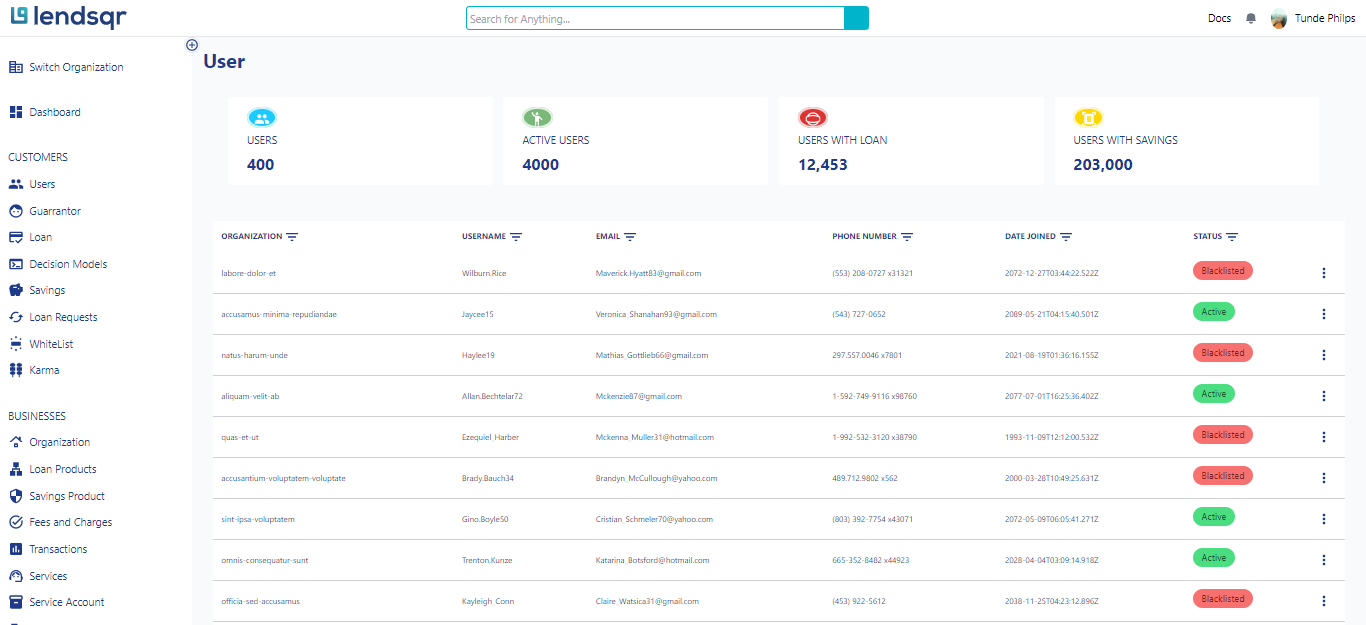 lendsqr
Search for Anything...
Docs
Tunde Philps
Switch Organization
Dashboard
CUSTOMERS
Users
Guarrantor
Loan
Decision Models
Savings
Loan Requests
WhiteList
Karma
BUSINESSES
Organization
Loan Products
Savings Product
Fees and Charges
Transactions
Services
Service Account
User
USERS
400
ACTIVE USERS
4000
USERS WITH LOAN
12,453
USERS WITH SAVINGS
203,000
ORGANIZATION USERNAME EMAIL PHONE NUMBER DATE JOINED STATUS
labore-dolor-et Wilburn.Rice Maverick.Hyatt83@gmail.com (553) 208-0727 x31321 2072-12-27T03:44:22.522Z Blacklisted
accusamus-minima-repudiandae Jaycee15 Veronica_Shanahan93@gmail.com (543) 727-0652 2089-05-21T04:15:40.501Z Active
natus-harum-unde Haylee19 Mathias_Gottlieb66@gmail.com 297.557.0046 x7801 2021-08-19T01:36:16.155Z Blacklisted
aliquam-velit-ab Allan.Bechtelar72 Mckenzie87@gmail.com 1-592-749-9116 x98760 2077-07-01T16:25:36.402Z Active
quas-et-ut Ezequiel_Harber Mckenna_Muller31@hotmail.com 1-992-532-3120 x38790 1993-11-09T12:12:00.532Z Blacklisted
accusantium-voluptatem-voluptate Brady.Bauch34 Brandyn_McCullough@yahoo.com 489.712.9802 x562 2000-03-28T10:49:25.631Z Blacklisted
sint-ipsa-voluptatem Gino.Boyle50 Cristian_Schmeler70@yahoo.com (803) 392-7754 x43071 2072-05-09T06:05:41.271Z Active
omnis-consequatur-sunt Trenton.Kunze Katarina_Botsford@hotmail.com 665-352-8482 x44923 2028-04-04T03:09:14.918Z Active
officia-sed-accusamus Kayleigh_Conn Claire_Watsica31@gmail.com (453) 922-5612 2038-11-25T04:23:12.896Z Blacklisted